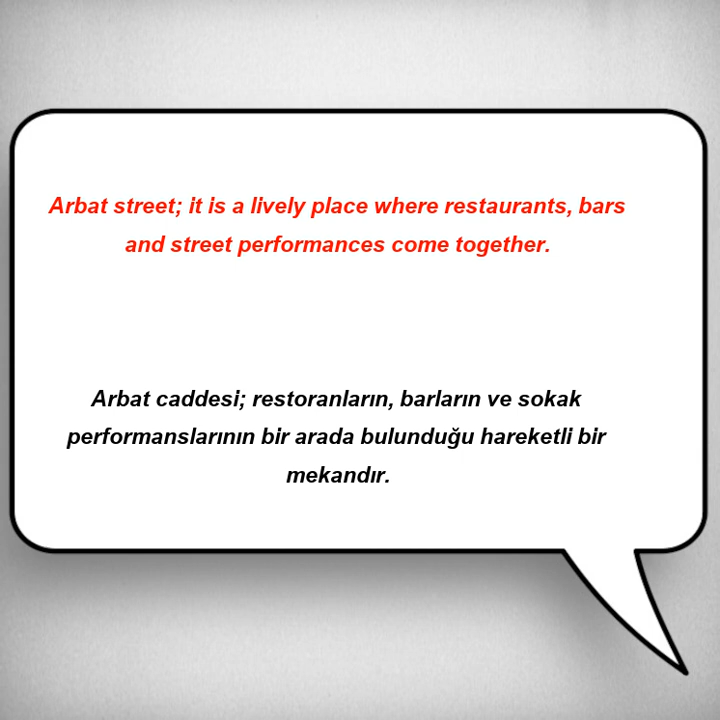 Arbat street; it is a lively place where restaurants, bars
and street performances come together.
Arbat caddesi; restoranların, barların ve sokak
performanslarının bir arada bulunduğu hareketli bir
mekandır.